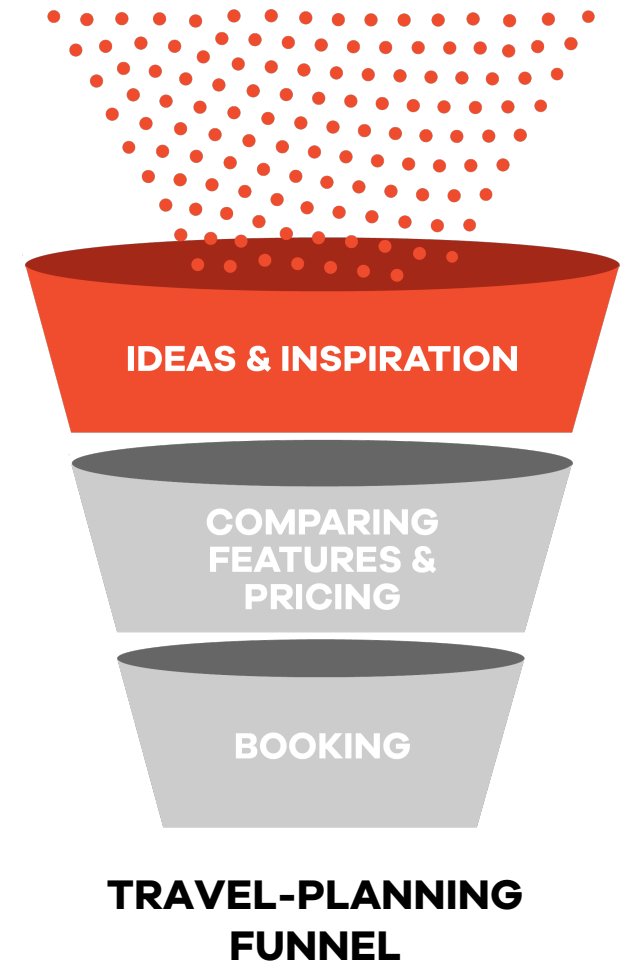 IDEAS & INSPIRATION
COMPARING
FEATURES &
PRICING
BOOKING
TRAVEL-PLANNING
FUNNEL